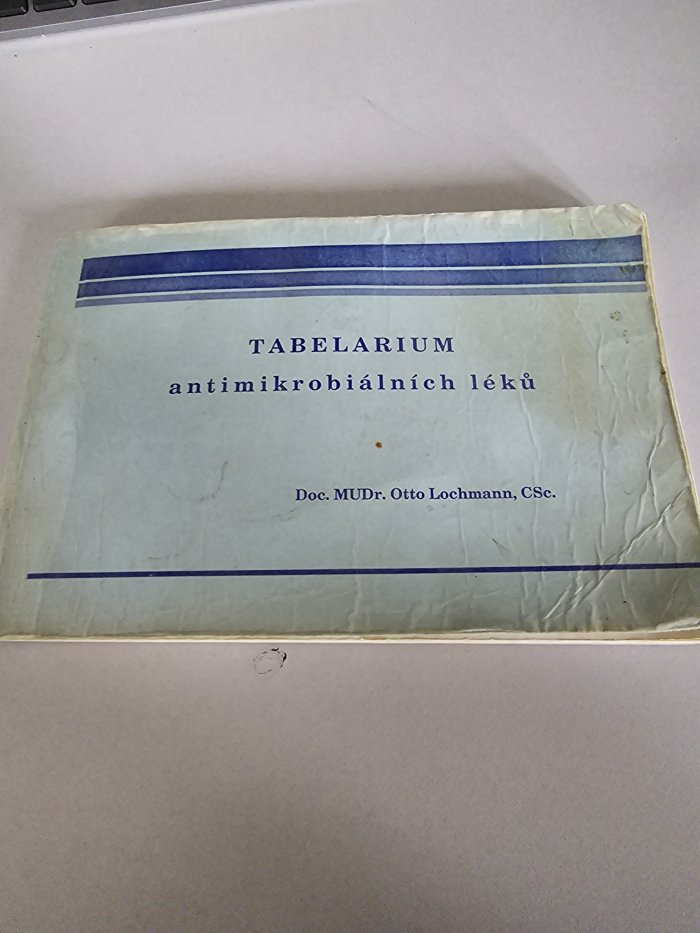 TABELARIUM
antimikrobiálních léků
Doc. MUDr. Otto Lochmann, CSc.